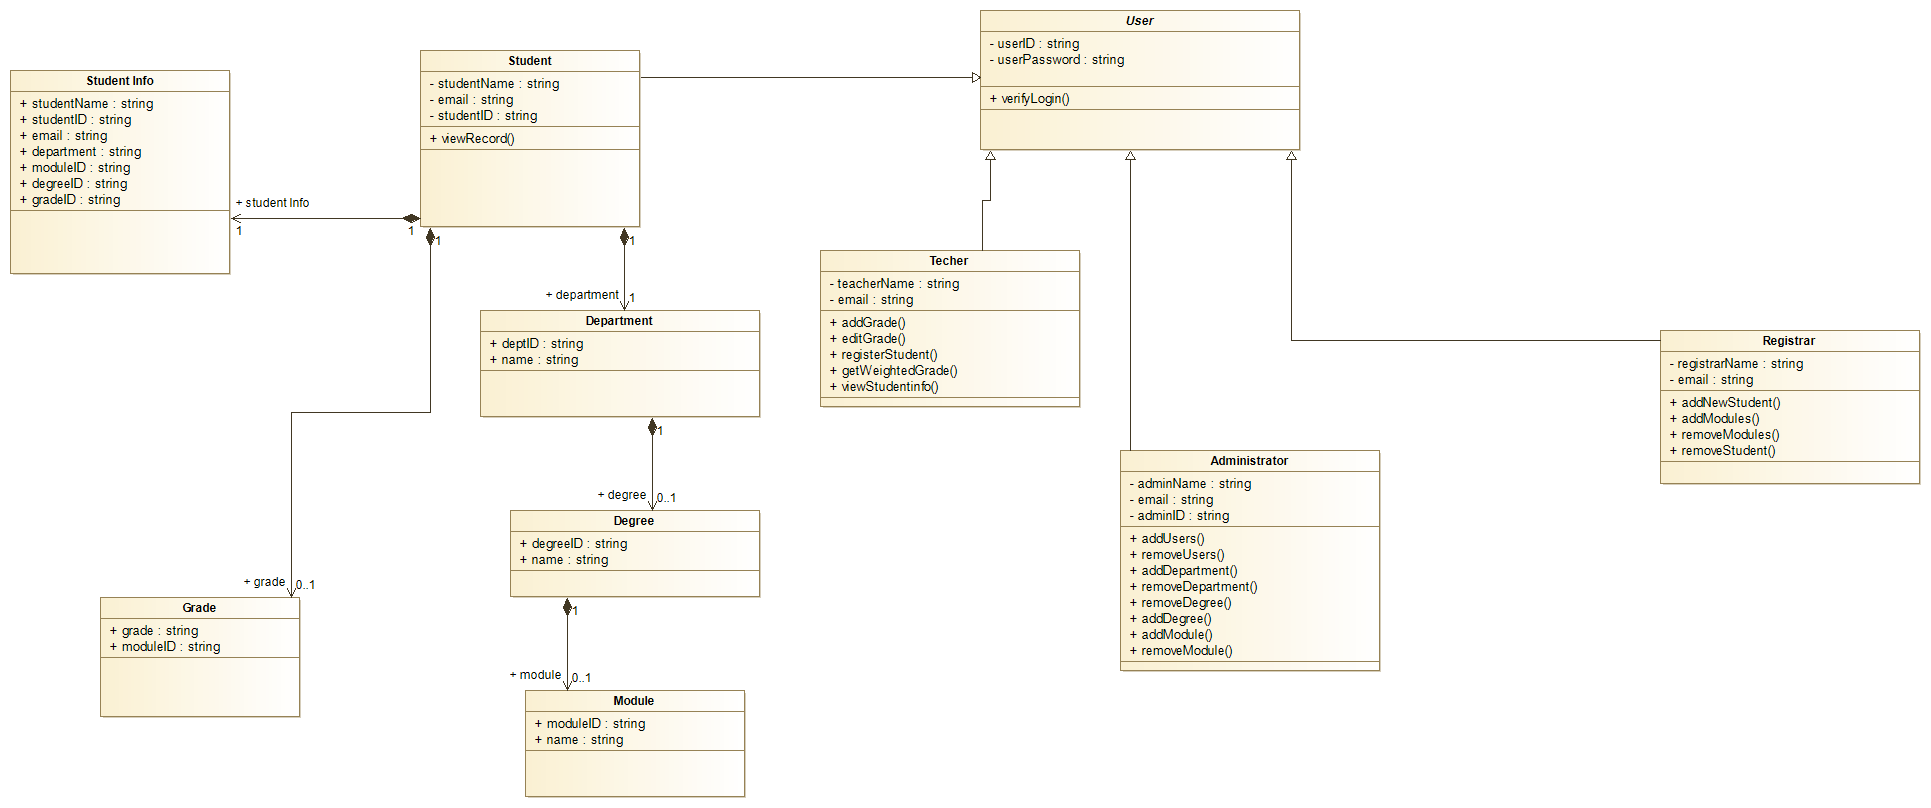 User
- userID : string
- userPassword : string
+ verifyLogin()
Student
- studentName : string
- email : string
- studentID : string
+ viewRecord()
Student Info
+ studentName : string
+ studentID : string
+ email : string
+ department : string
+ moduleID : string
+ degreeID : string
+ gradeID : string
+ student Info
1
1
1
1
+ department
1
Department
+ deptID : string
+ name : string
1
+ degree
0..1
Degree
+ degreeID : string
+ name : string
1
+ module
0..1
Module
+ moduleID : string
+ name : string
+ grade
0..1
Grade
+ grade : string
+ moduleID : string
Techer
- teacherName : string
- email : string
+ addGrade()
+ editGrade()
+ registerStudent()
+ getWeightedGrade()
+ viewStudentinfo()
Administrator
- adminName : string
- email : string
- adminID : string
+ addUsers()
+ removeUsers()
+ addDepartment()
+ removeDepartment()
+ removeDegree()
+ addDegree()
+ addModule()
+ removeModule()
Registrar
- registrarName : string
- email : string
+ addNewStudent()
+ addModules()
+ removeModules()
+ removeStudent()